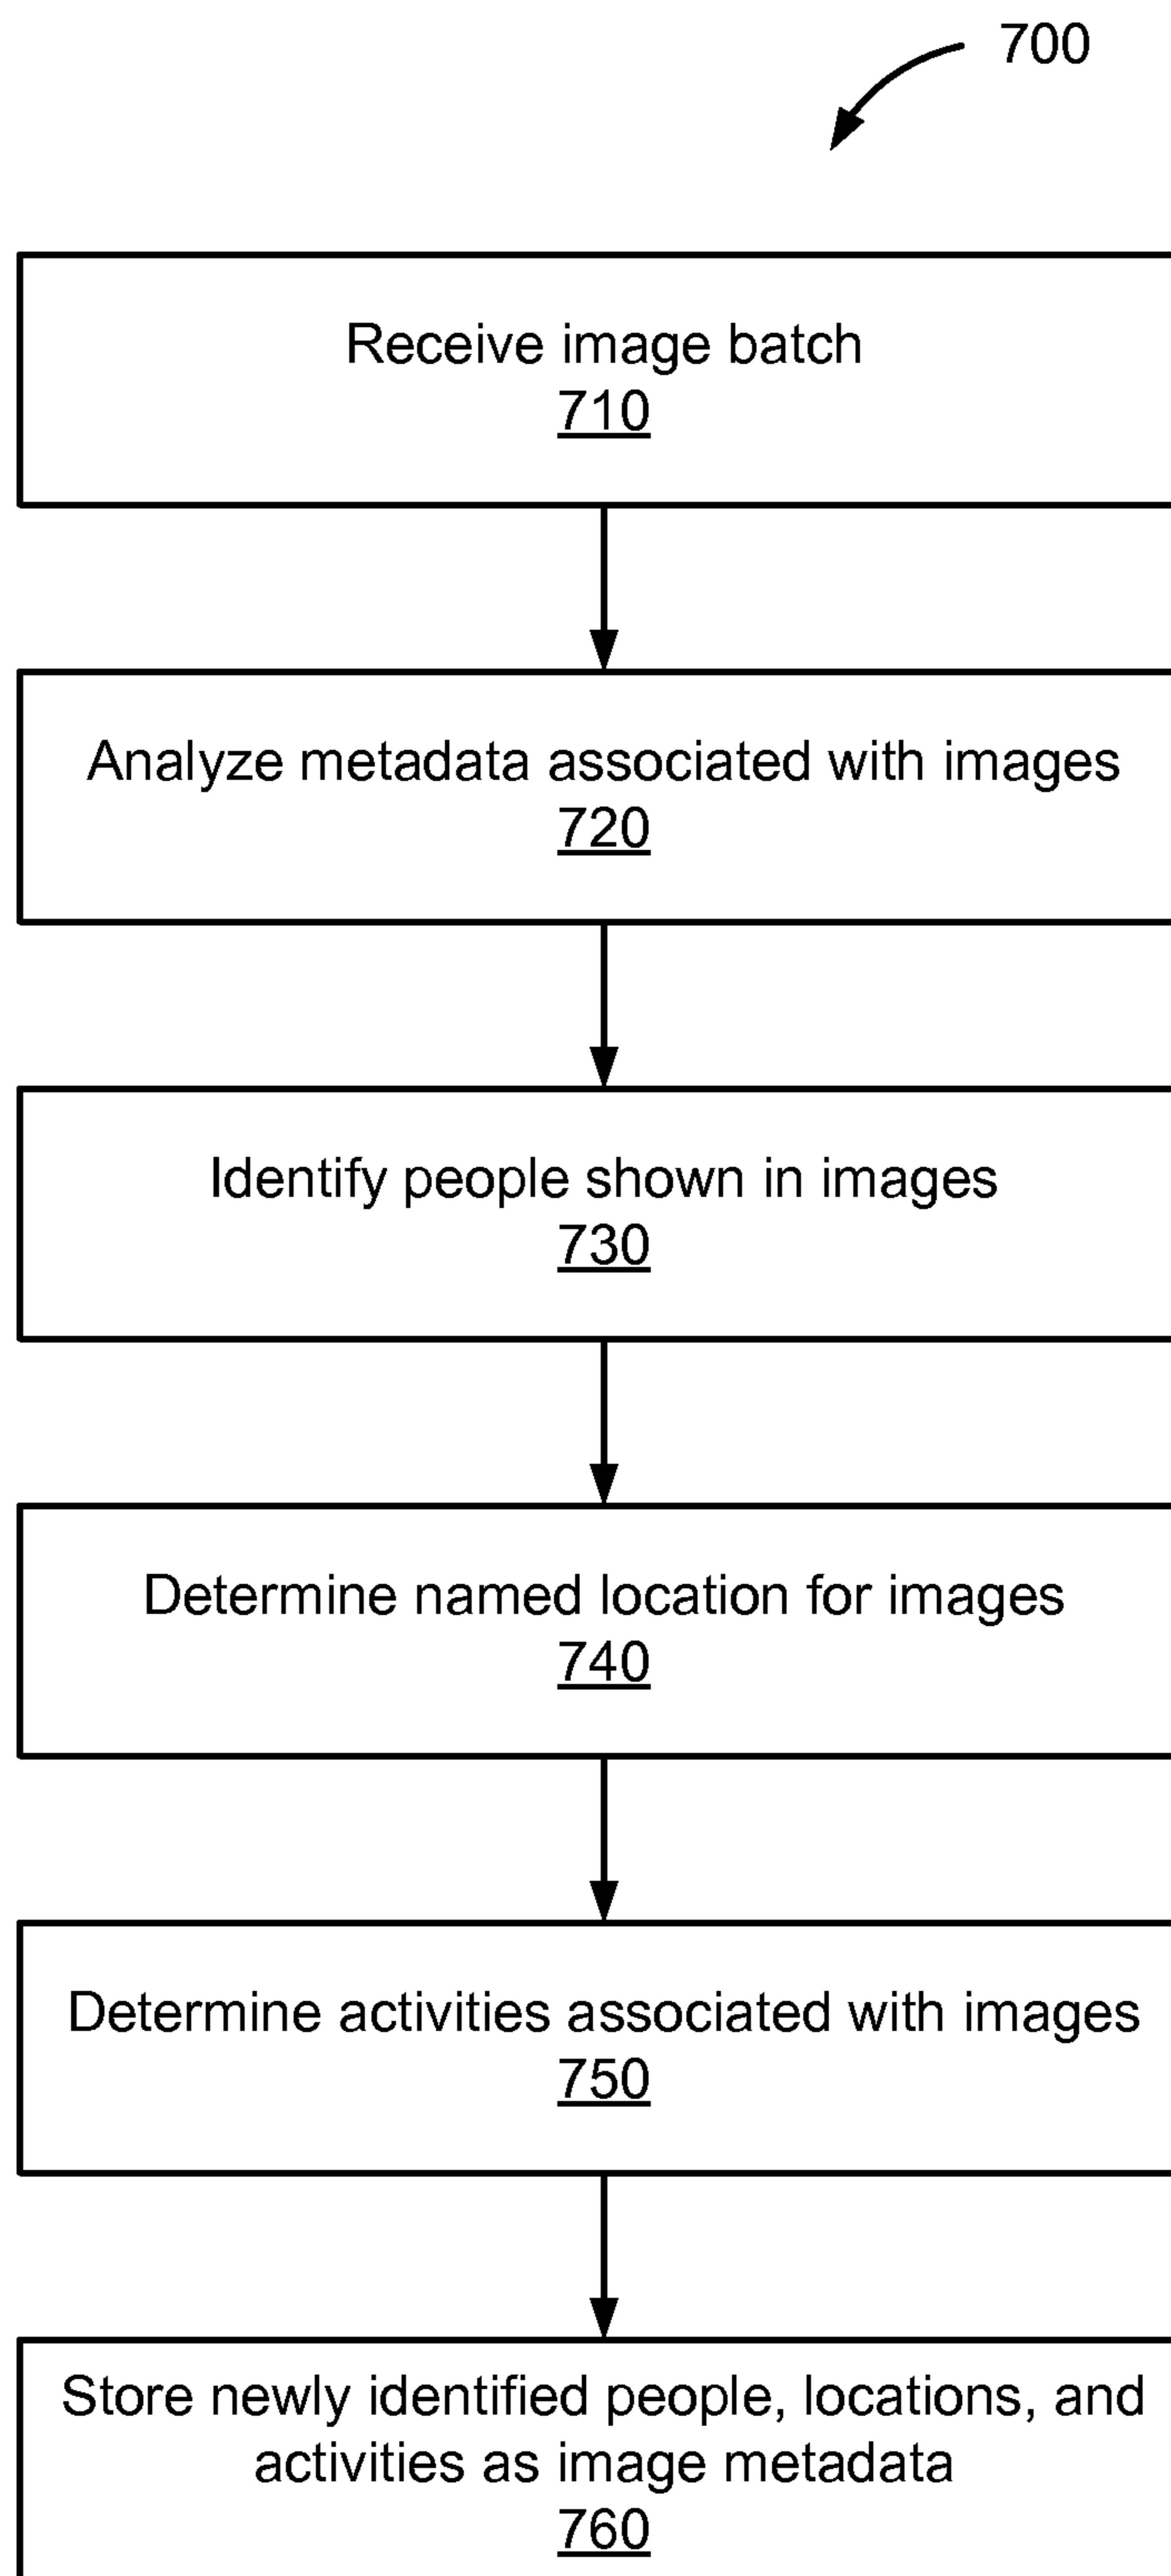 700
Receive image batch
710
Analyze metadata associated with images
720
Identify people shown in images
730
Determine named location for images
740
Determine activities associated with images
750
Store newly identified people, locations, and
activities as image metadata
760